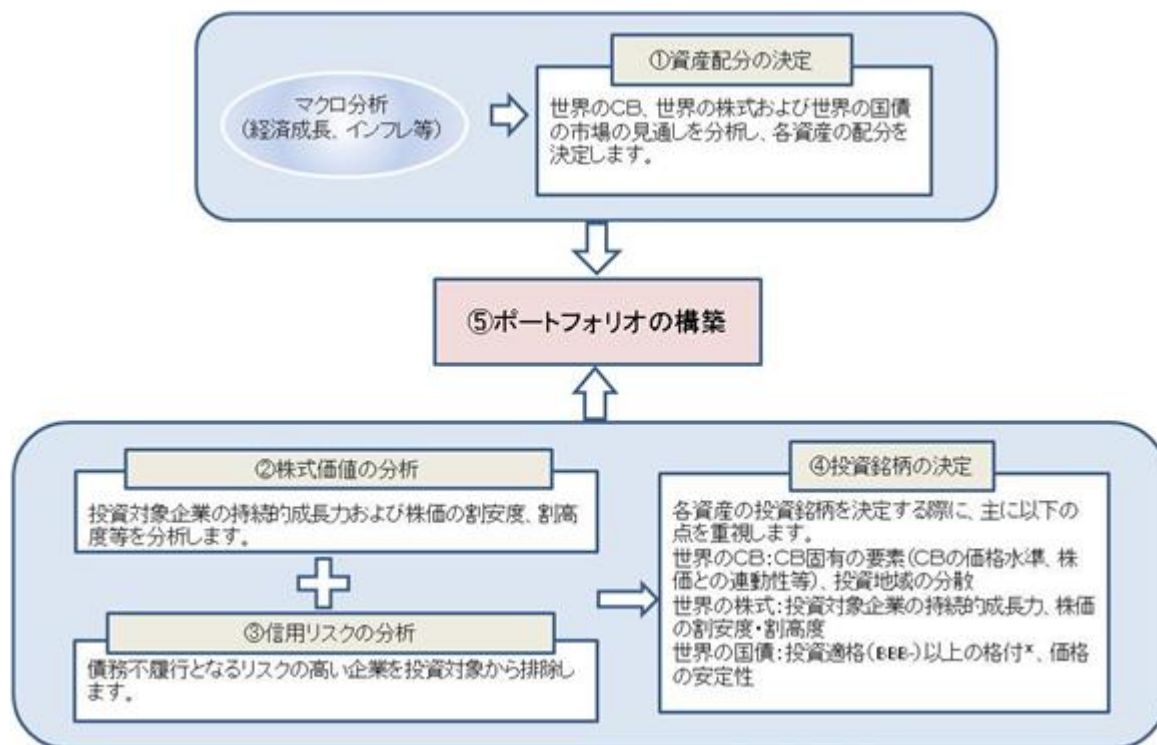 ①資産配分の決定
マクロ分析
(経済成長、インフレ等)
世界のCB、世界の株式および世界の国債
の市場の見通しを分析し、各資産の配分を
決定します。
⑤ポートフォリオの構築
②株式価値の分析
投資対象企業の持続的成長力および株価の割安度、割高
度等を分析します。
③信用リスクの分析
債務不履行となるリスクの高い企業を投資対象から排除し
ます。
④投資銘柄の決定
各資産の投資銘柄を決定する際に、主に以下の
点を重視します。
世界のCB:CB固有の要素(CBの価格水準、株
価との連動性等)、投資地域の分散
世界の株式:投資対象企業の持続的成長力、株価
の割安度・割高度
世界の国債:投資適格(BBB-)以上の格付*、価格
の安定性